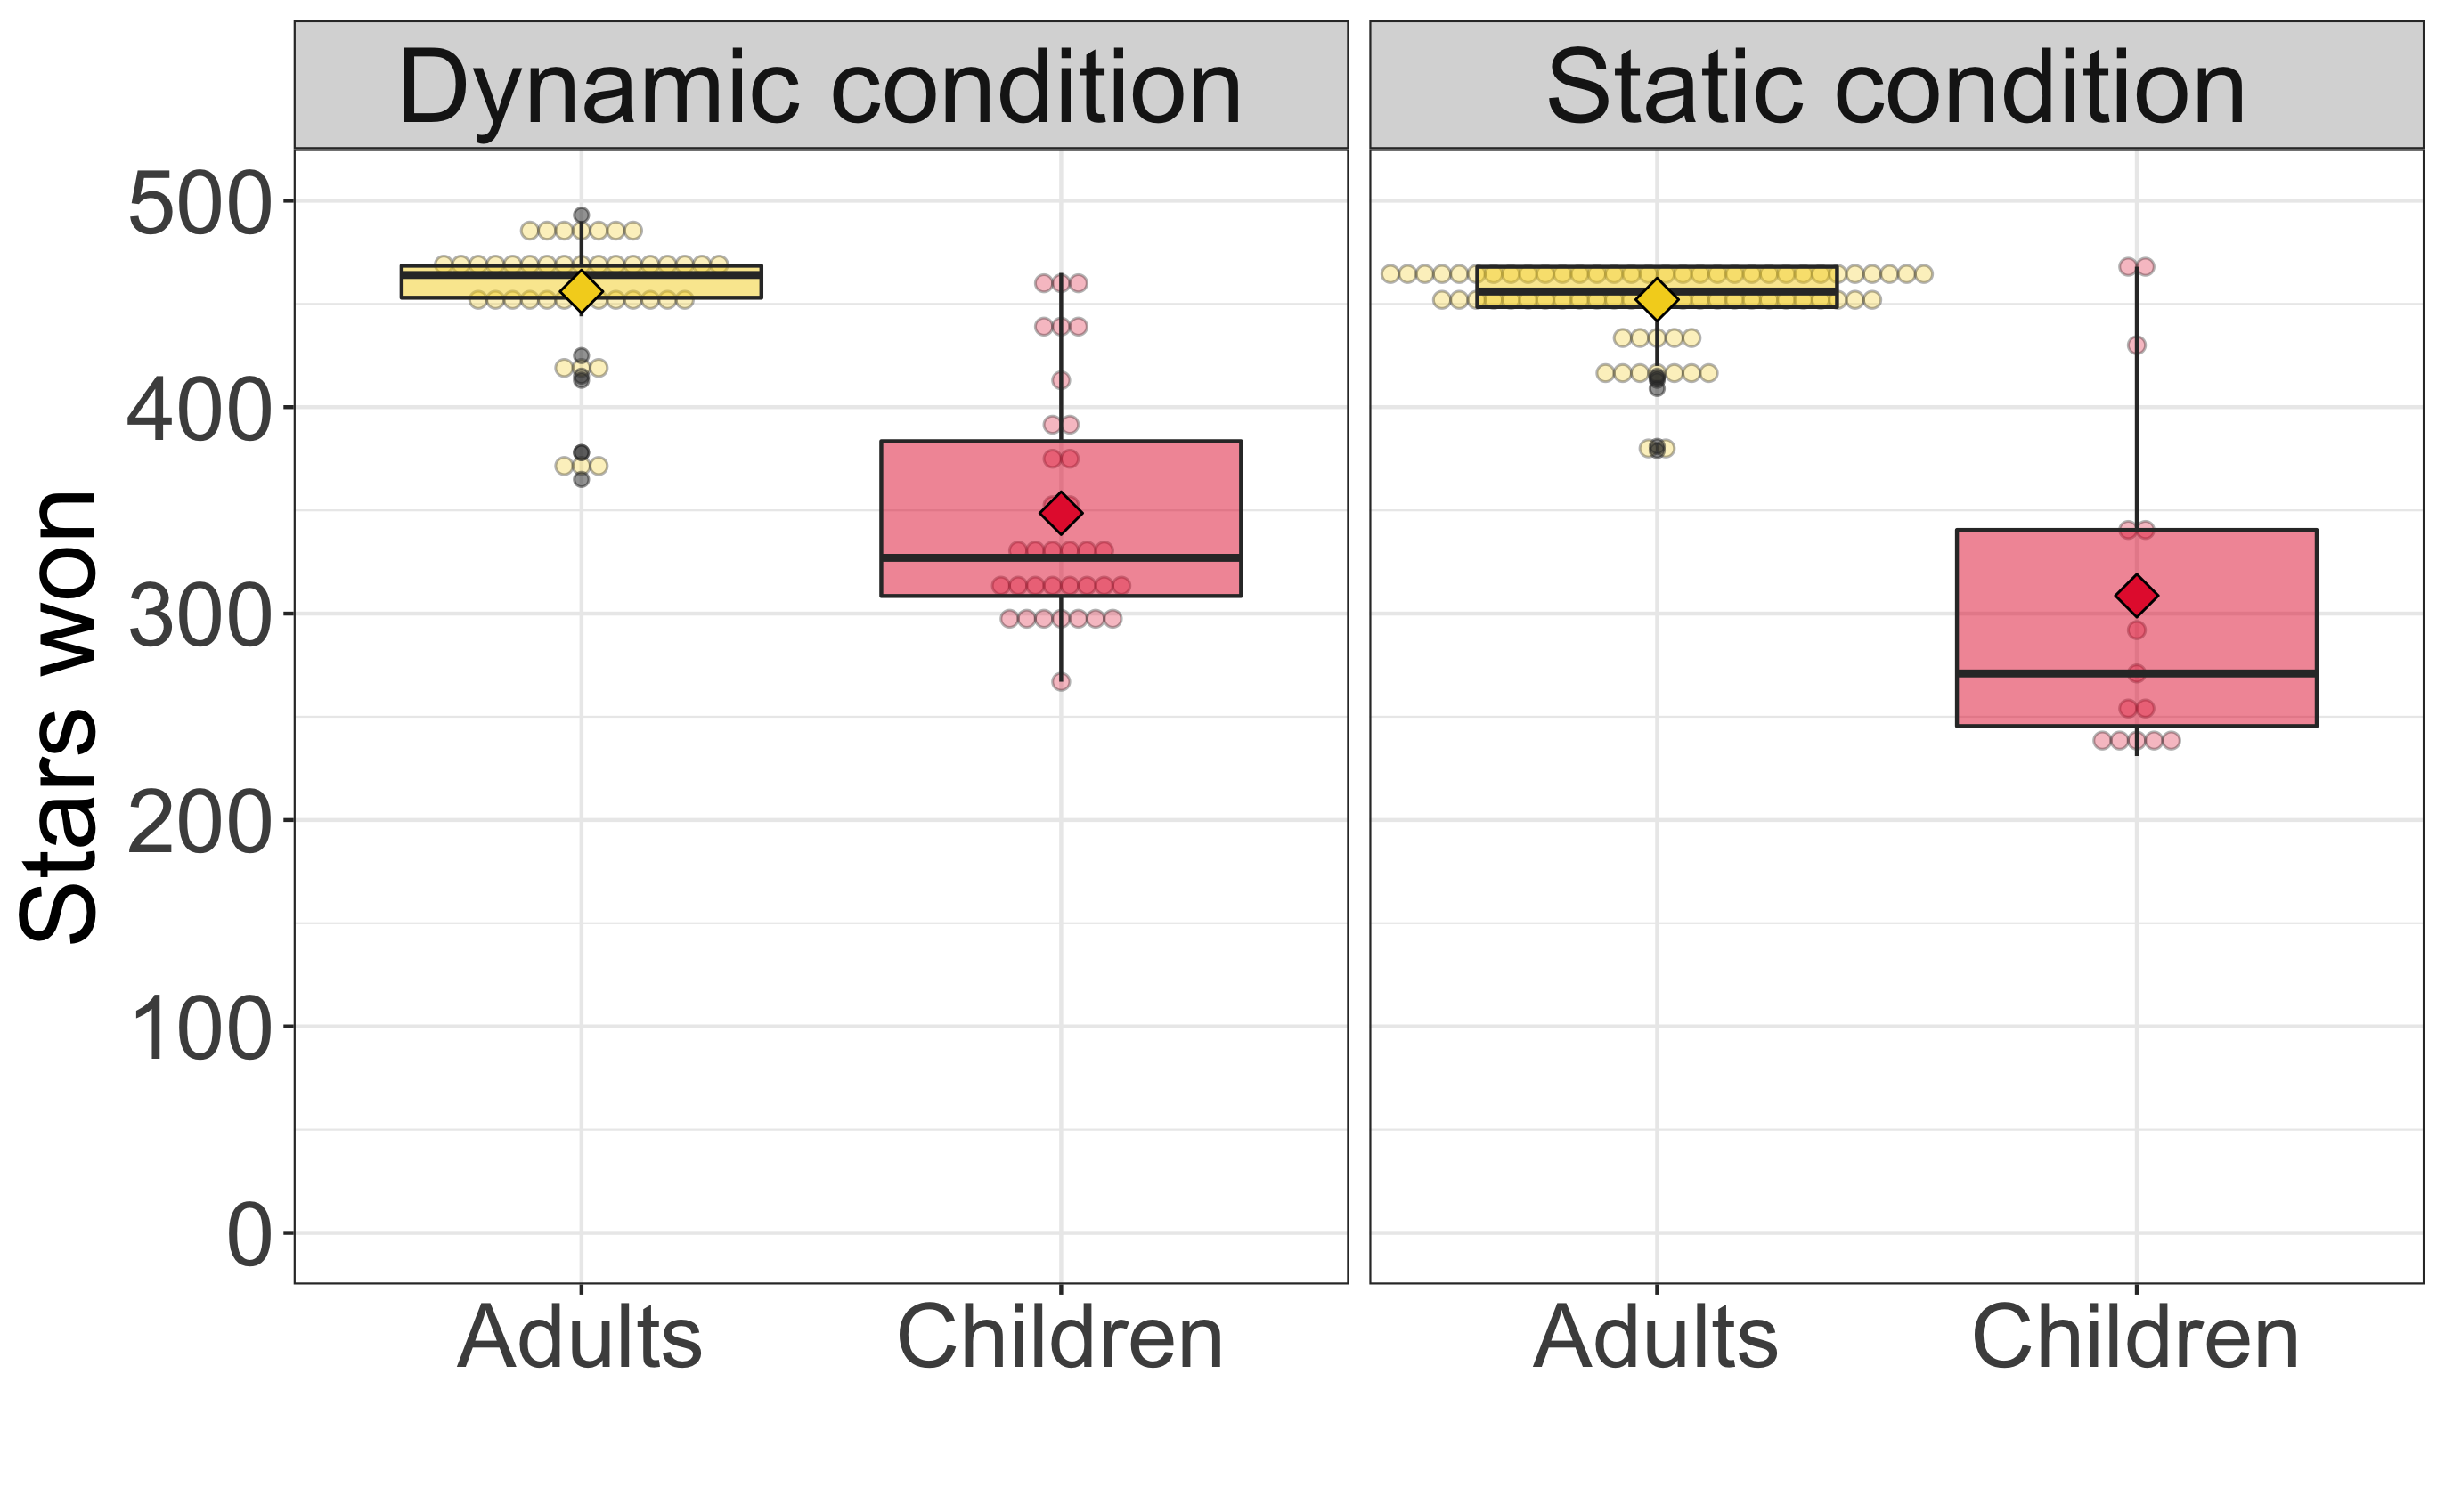 Dynamic condition
Static condition
Stars won
500
400
300
200
100
0
Adults
Children
Adults
Children